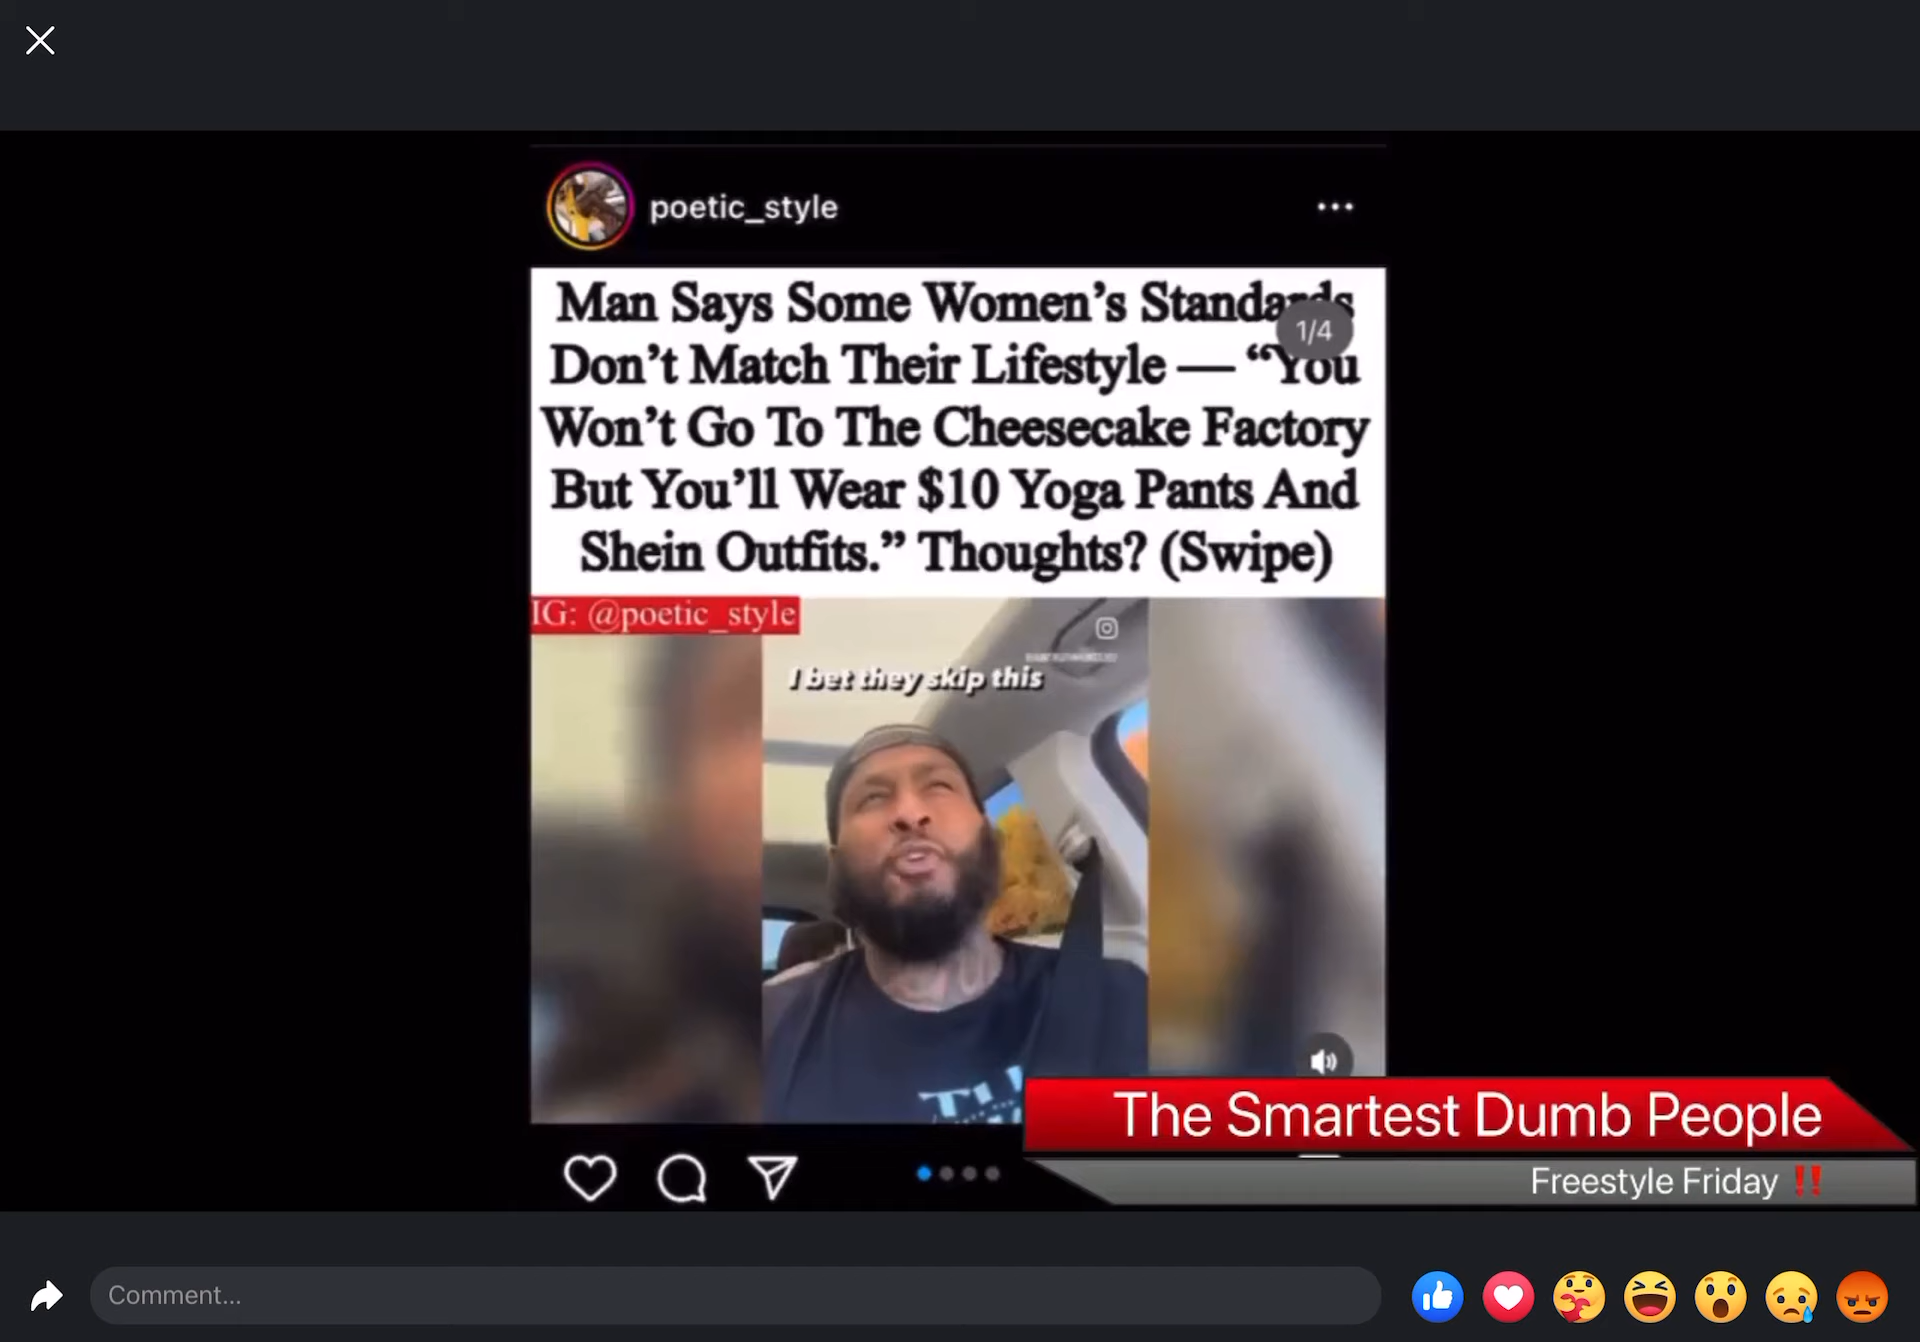 poetic_style
Man Says Some Women's Standards
1/4
Don't Match Their Lifestyle — "You
Won't Go To The Cheesecake Factory
But You'll Wear $10 Yoga Pants And
Shein Outfits." Thoughts? (Swipe)
IG: @poetic_style
I bet they skip this
The Smartest Dumb People
Freestyle Friday ‼️
Comment...